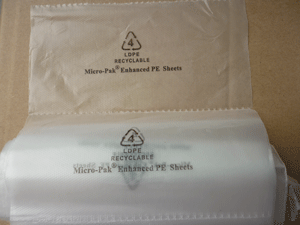 4
LDPE
RECYCLABLE
Micro-Pak® Enhanced PE Sheets
4
LDPE
RECYCLABLE
Micro-Pak® Enhanced PE Sheets